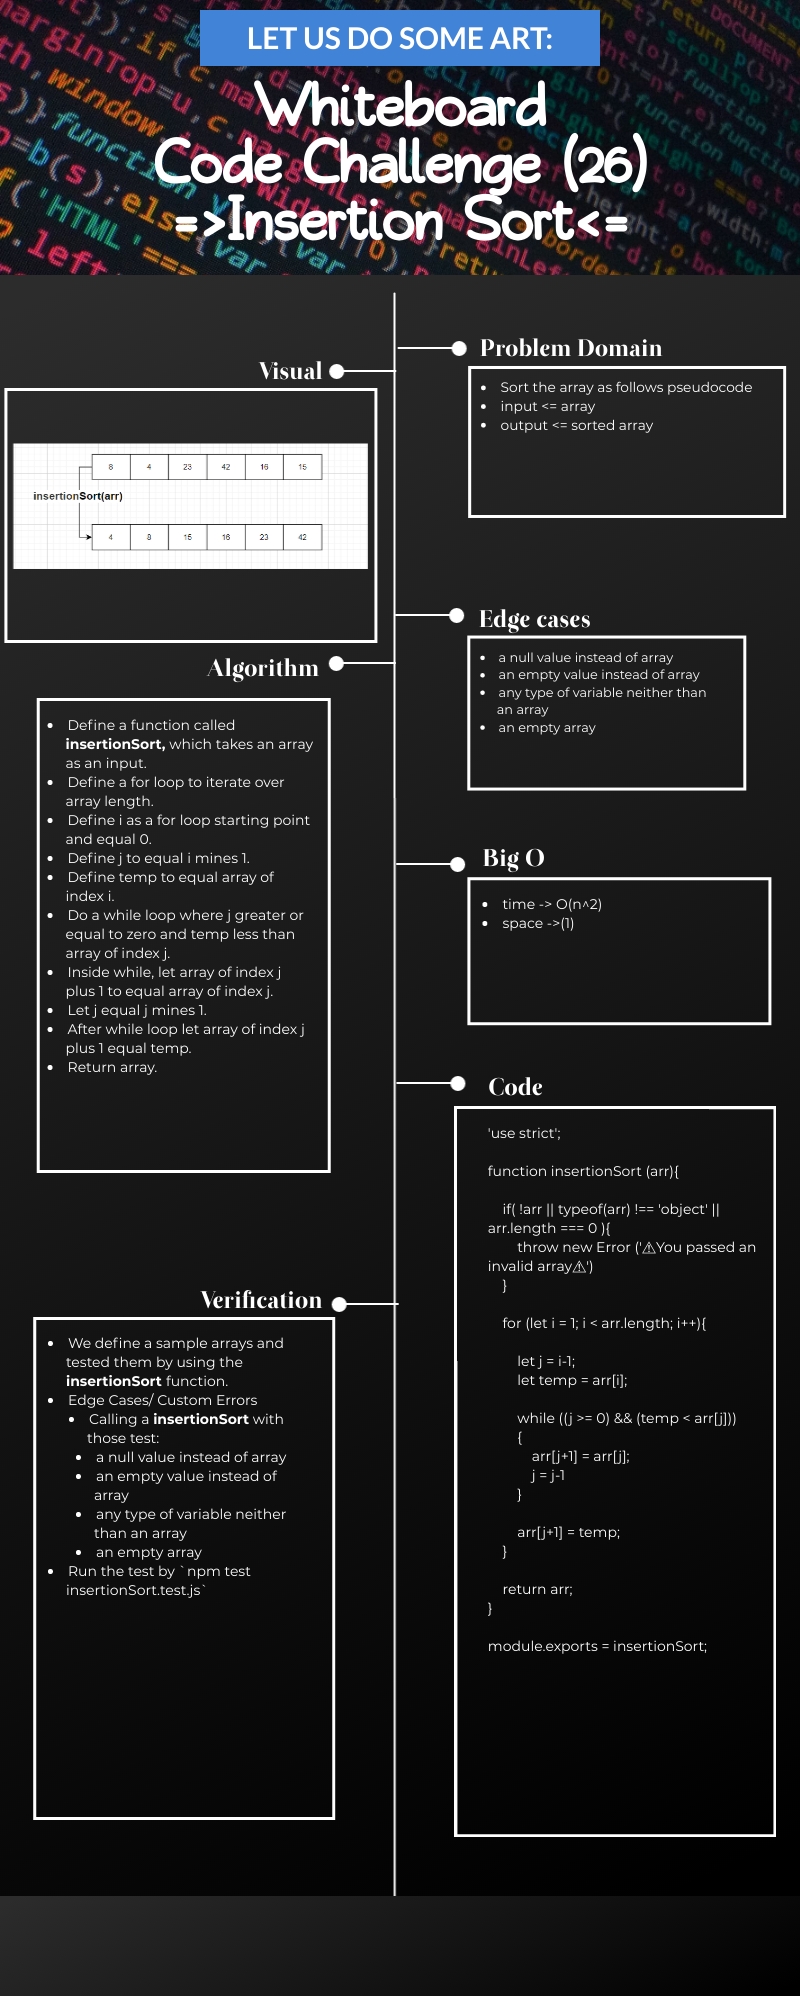 LET US DO SOME ART:
Whiteboard
Code Challenge (26)
=>Insertion Sort<=
Visual
8 4 23 42 16 15
insertionSort(arr)
4 8 15 16 23 42
Problem Domain
• Sort the array as follows pseudocode
• input <= array
• output <= sorted array
Edge cases
• a null value instead of array
• an empty value instead of array
• any type of variable neither than
an array
• an empty array
Algorithm
• Define a function called
insertionSort, which takes an array
as an input.
• Define a for loop to iterate over
array length.
• Define i as a for loop starting point
and equal 0.
• Define j to equal i mines 1.
• Define temp to equal array of
index i.
• Do a while loop where j greater or
equal to zero and temp less than
array of index j.
• Inside while, let array of index j
plus 1 to equal array of index j.
• Let j equal j mines 1.
• After while loop let array of index j
plus 1 equal temp.
• Return array.
Big O
• time -> O(n^2)
• space ->(1)
Code
'use strict';
function insertionSort (arr){
if( !arr || typeof(arr) !== 'object' ||
arr.length === 0 ){
throw new Error ('⚠You passed an
invalid array⚠')
}
for (let i = 1; i < arr.length; i++){
let j = i-1;
let temp = arr[i];
while ((j >= 0) && (temp < arr[j]))
{
arr[j+1] = arr[j];
j = j-1
}
arr[j+1] = temp;
}
return arr;
}
module.exports = insertionSort;
Verification
• We define a sample arrays and
tested them by using the
insertionSort function.
• Edge Cases/ Custom Errors
• Calling a insertionSort with
those test:
• a null value instead of array
• an empty value instead of
array
• any type of variable neither
than an array
• an empty array
• Run the test by `npm test
insertionSort.test.js`